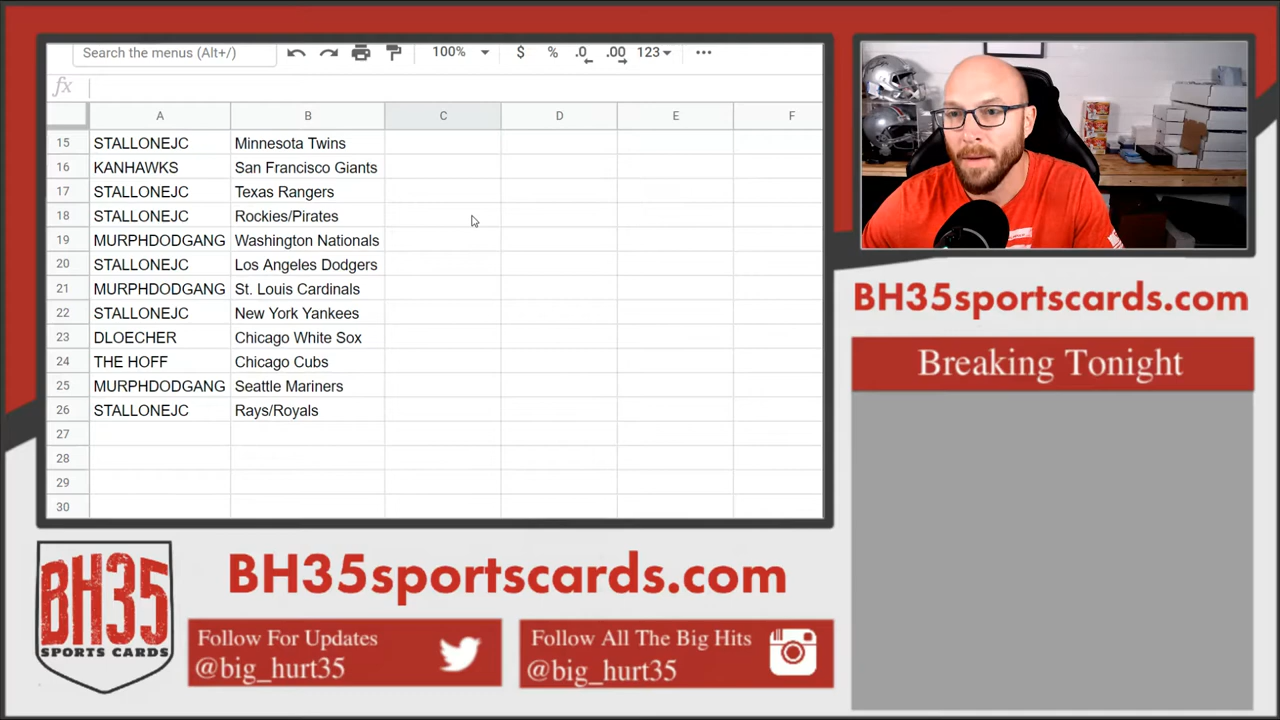 Search the menus (Alt+/)
100%
$
%
.0
.00
123
fx
A B C D E F
15 STALLONEJC Minnesota Twins
16 KANHAWKS San Francisco Giants
17 STALLONEJC Texas Rangers
18 STALLONEJC Rockies/Pirates
19 MURPHDODGANG Washington Nationals
20 STALLONEJC Los Angeles Dodgers
21 MURPHDODGANG St. Louis Cardinals
22 STALLONEJC New York Yankees
23 DLOECHER Chicago White Sox
24 THE HOFF Chicago Cubs
25 MURPHDODGANG Seattle Mariners
26 STALLONEJC Rays/Royals
27
28
29
30
BH35sportscards.com
Breaking Tonight
BH35
SPORTS CARDS
BH35sportscards.com
Follow For Updates
@big_hurt35
Follow All The Big Hits
@big_hurt35